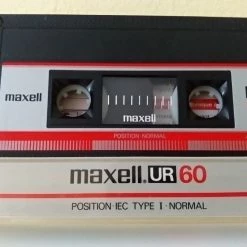 maxell
maxell
POSITION·NORMAL
maxell.UR 60
POSITION·IEC TYPE I·NORMAL